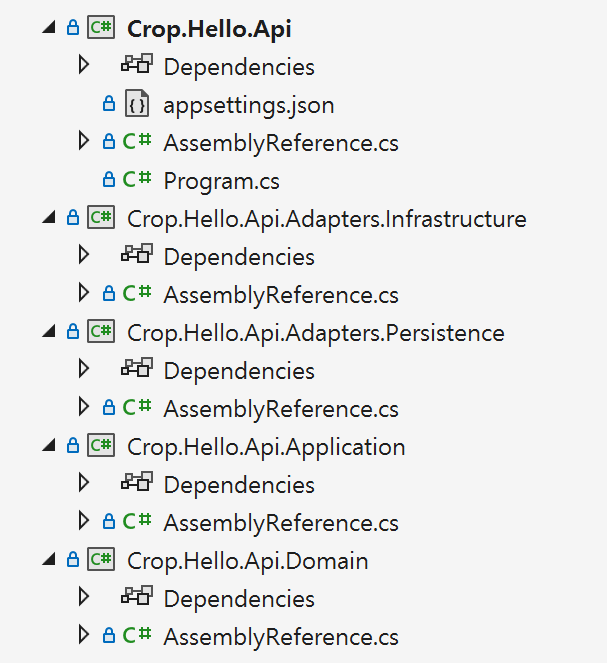 C# Crop.Hello.Api
Dependencies
{ } appsettings.json
C# AssemblyReference.cs
C# Program.cs
C# Crop.Hello.Api.Adapters.Infrastructure
Dependencies
C# AssemblyReference.cs
C# Crop.Hello.Api.Adapters.Persistence
Dependencies
C# AssemblyReference.cs
C# Crop.Hello.Api.Application
Dependencies
C# AssemblyReference.cs
C# Crop.Hello.Api.Domain
Dependencies
C# AssemblyReference.cs